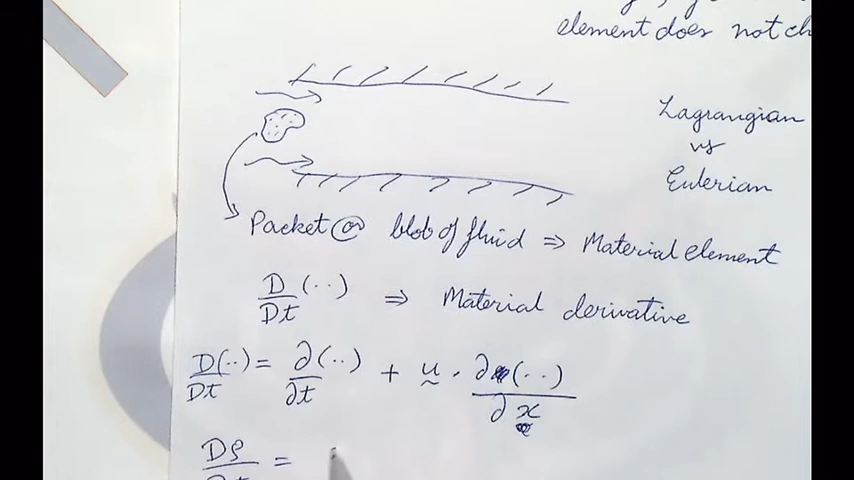 element does not ch
Lagrangian
vs
Eulerian
Packet @ blob of fluid ⇒ Material element
D/Dt (..) ⇒ Material derivative
D(..)/Dt = ∂(..)/∂t + u · ∂(..)/∂x
Dρ/Dt =